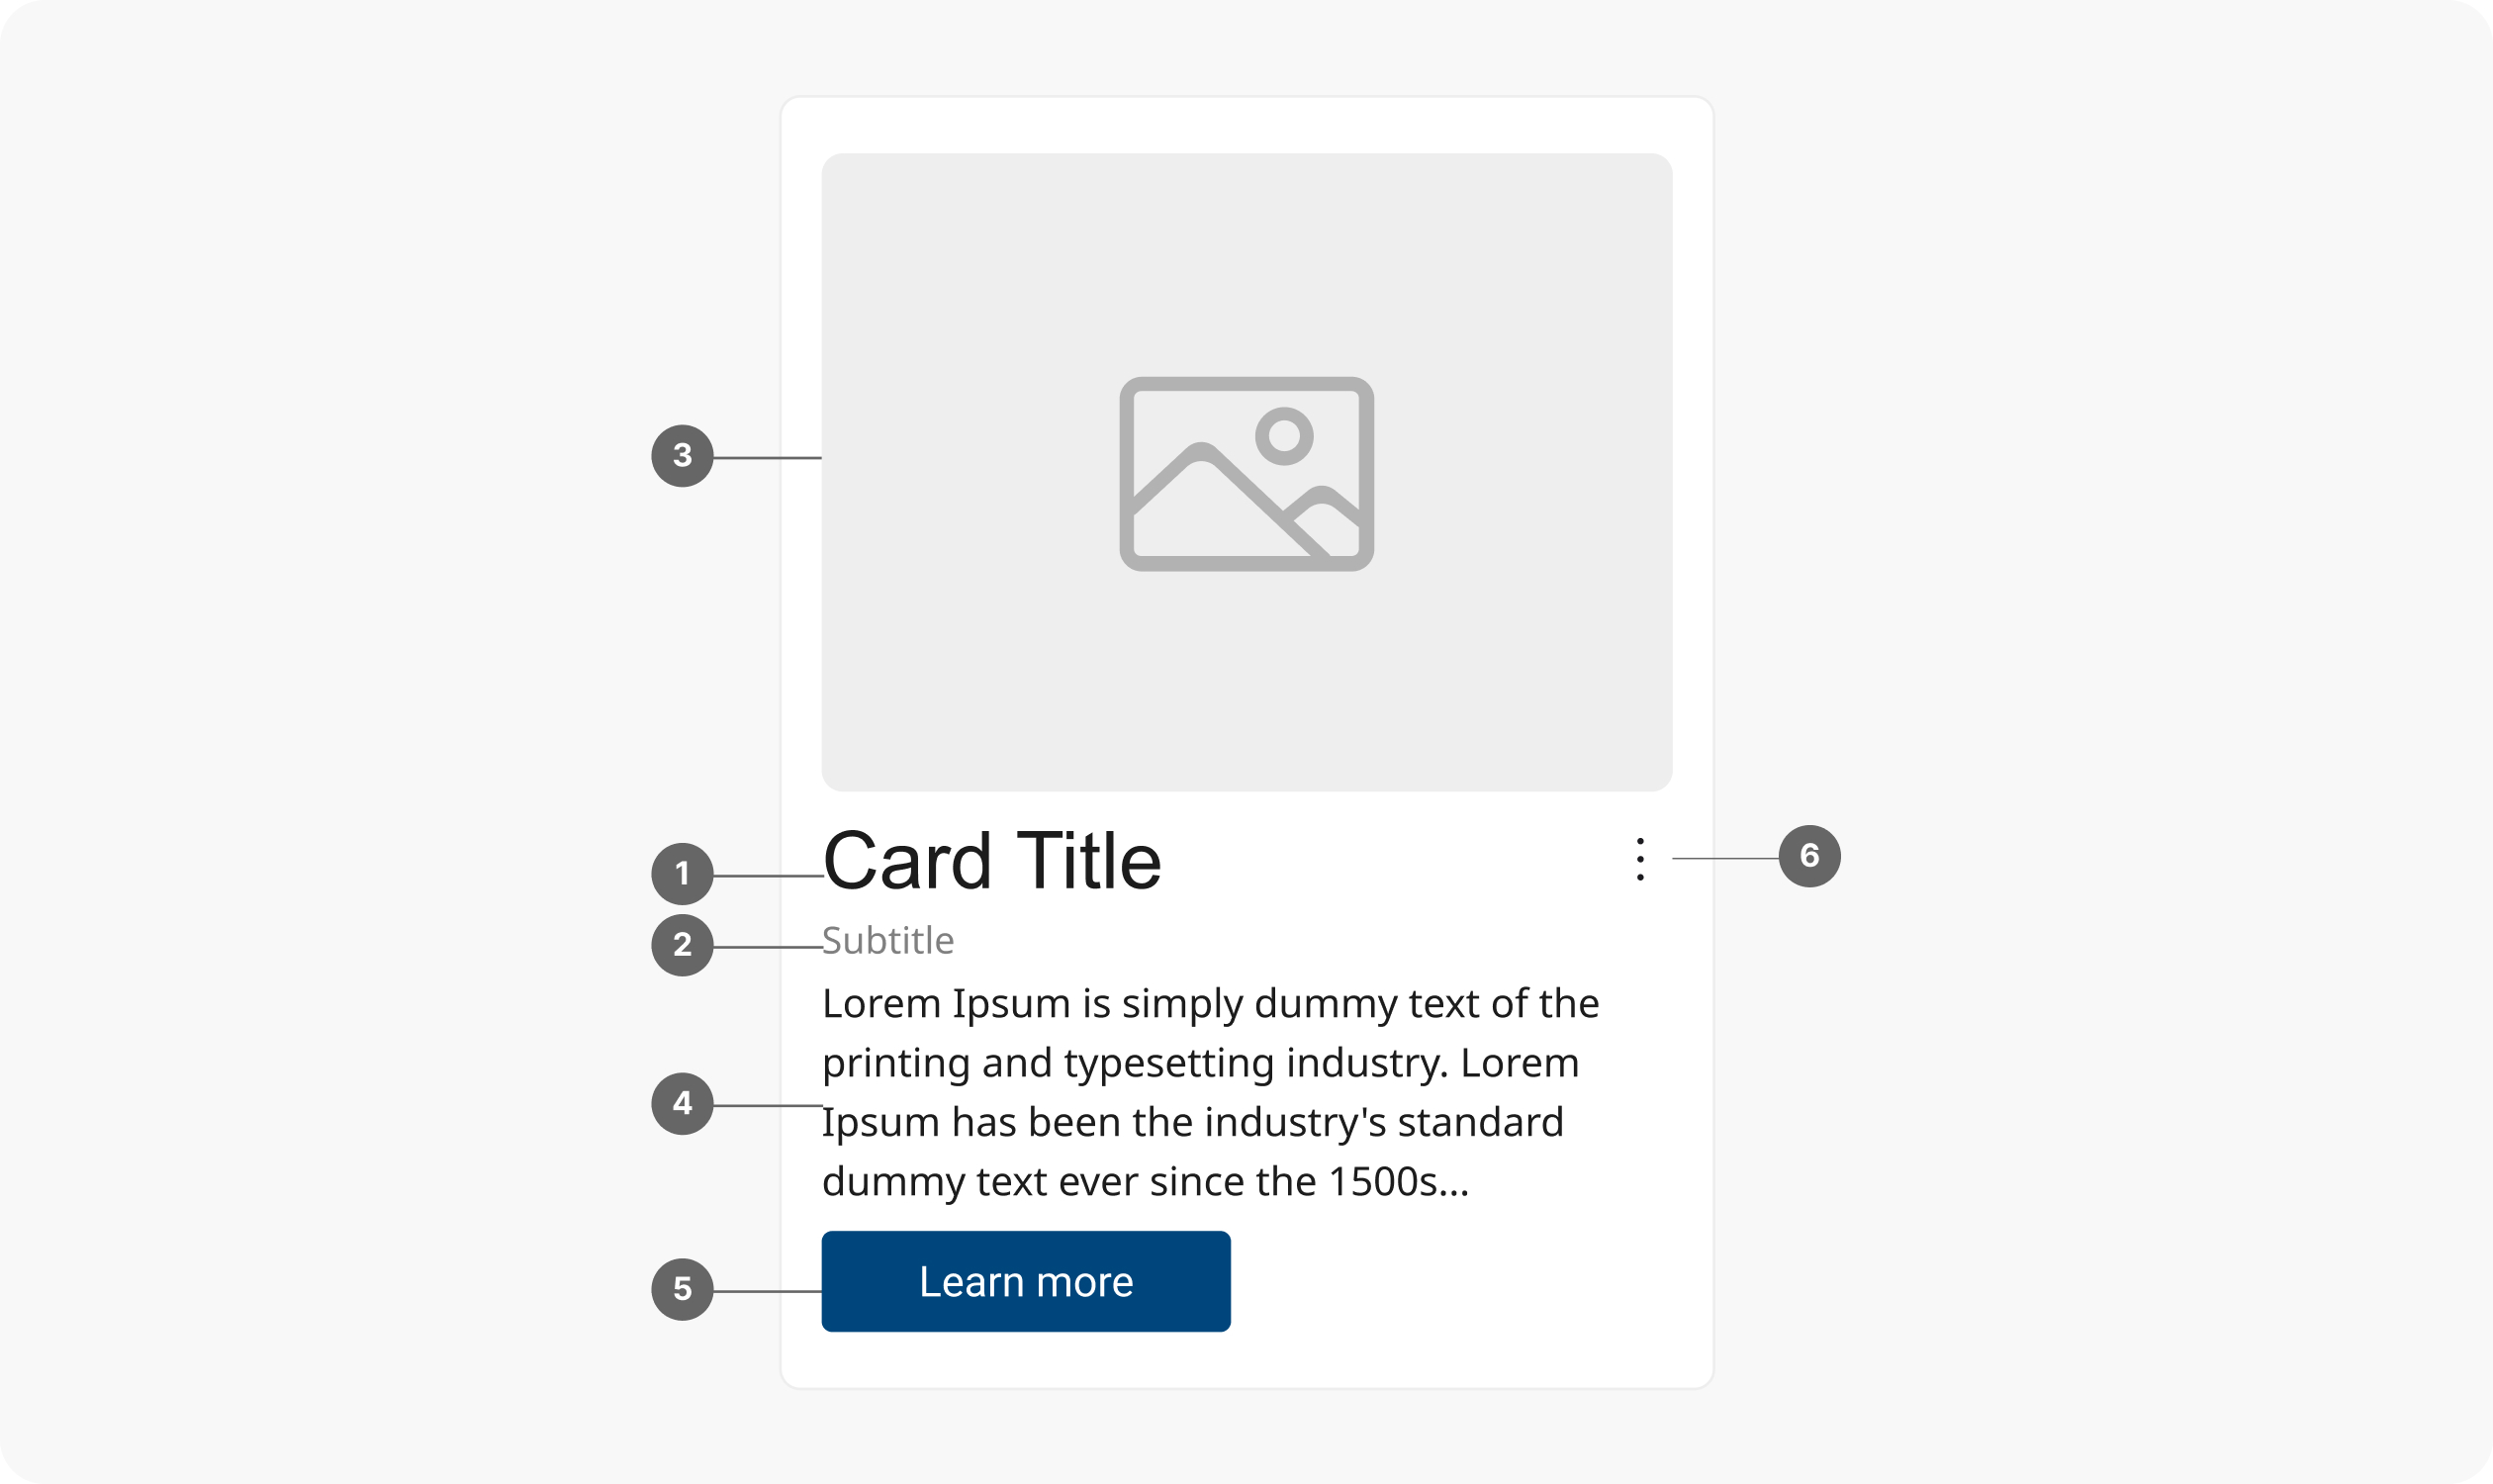 3
1
Card Title
6
2
Subtitle
Lorem Ipsum is simply dummy text of the
printing and typesetting industry. Lorem
4
Ipsum has been the industry's standard
dummy text ever since the 1500s...
5
Learn more